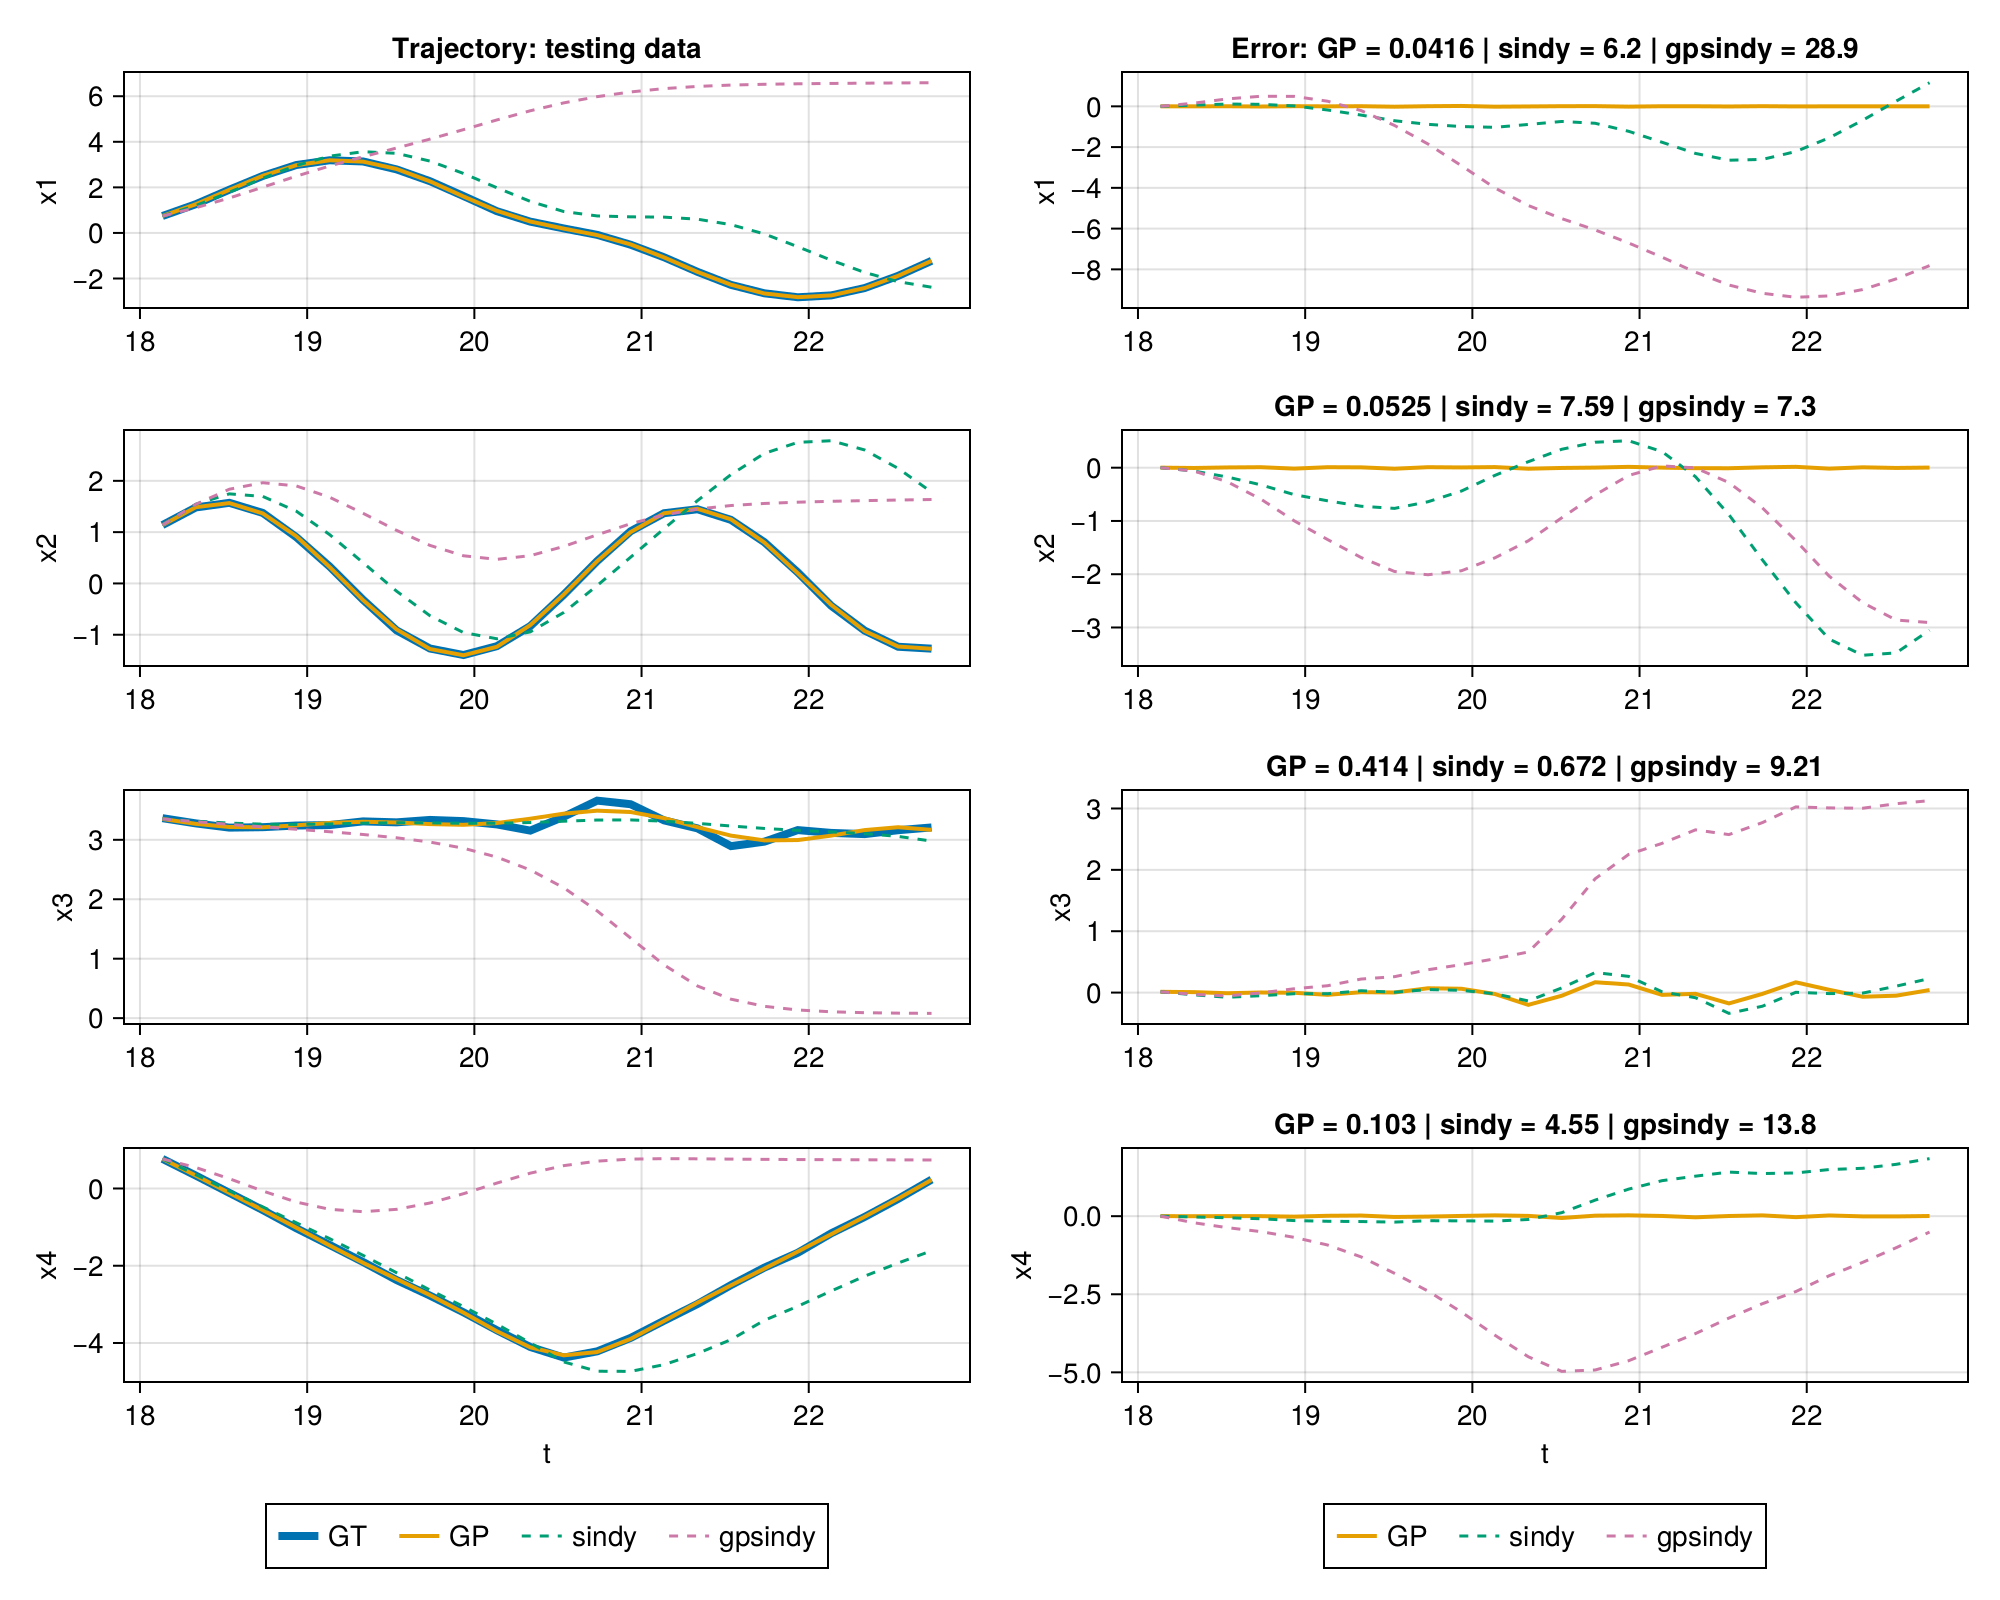 Trajectory: testing data
x1
6
4
2
0
−2
18 19 20 21 22
Error: GP = 0.0416 | sindy = 6.2 | gpsindy = 28.9
x1
0
−2
−4
−6
−8
18 19 20 21 22
x2
2
1
0
−1
18 19 20 21 22
GP = 0.0525 | sindy = 7.59 | gpsindy = 7.3
x2
0
−1
−2
−3
18 19 20 21 22
x3
3
2
1
0
18 19 20 21 22
GP = 0.414 | sindy = 0.672 | gpsindy = 9.21
x3
3
2
1
0
18 19 20 21 22
x4
0
−2
−4
18 19 20 21 22
t
GP = 0.103 | sindy = 4.55 | gpsindy = 13.8
x4
0.0
−2.5
−5.0
18 19 20 21 22
t
GT GP sindy gpsindy
GP sindy gpsindy